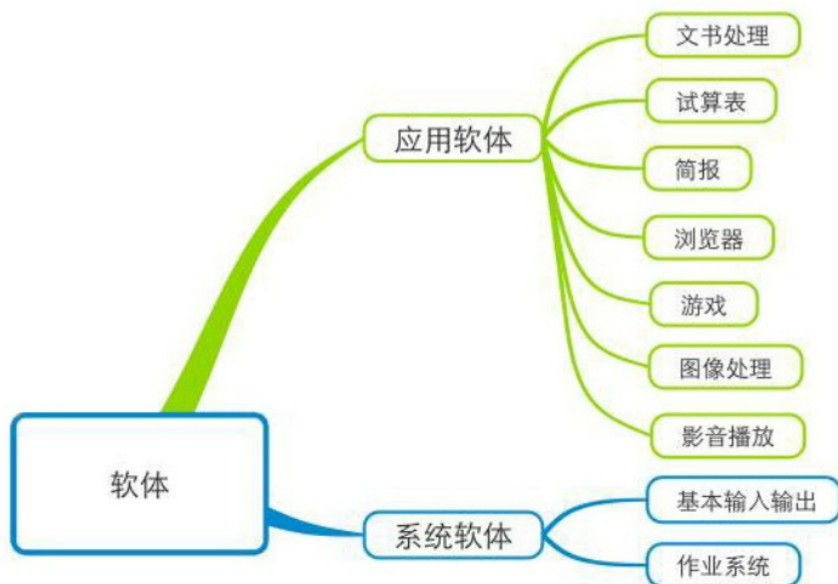 文书处理
试算表
应用软体
简报
浏览器
游戏
图像处理
影音播放
软体
基本输入输出
系统软体
作业系统